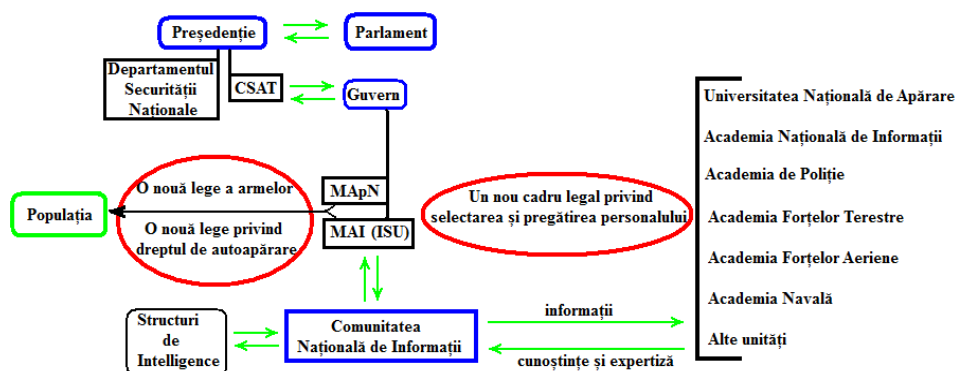 Președenție
Parlament
Departamentul
Securității
Naționale
CSAT
Guvern
Universitatea Națională de Apărare
Academia Națională de Informații
Academia de Poliție
Academia Forțelor Terestre
Academia Forțelor Aeriene
Academia Navală
Alte unități
O nouă lege a armelor
O nouă lege privind
dreptul de autoapărare
Populația
MApN
MAI (ISU)
Un nou cadru legal privind
selectarea și pregătirea personalului
Structuri
de
Intelligence
Comunitatea
Națională de Informații
informații
cunoștințe și expertiză